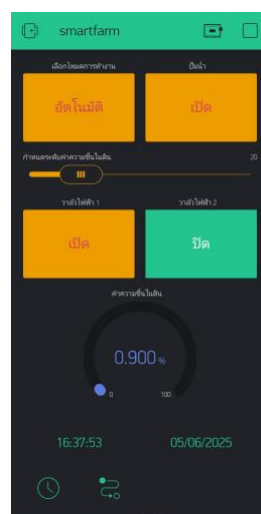 smartfarm
เลือกโหมดการทำงาน
ปั๊มน้ำ
อัตโนมัติ
เปิด
กำหนดระดับค่าความชื้นในดิน
20
วาล์วไฟฟ้า 1
วาล์วไฟฟ้า 2
เปิด
ปิด
ค่าความชื้นในดิน
0.900 %
0
100
16:37:53
05/06/2025